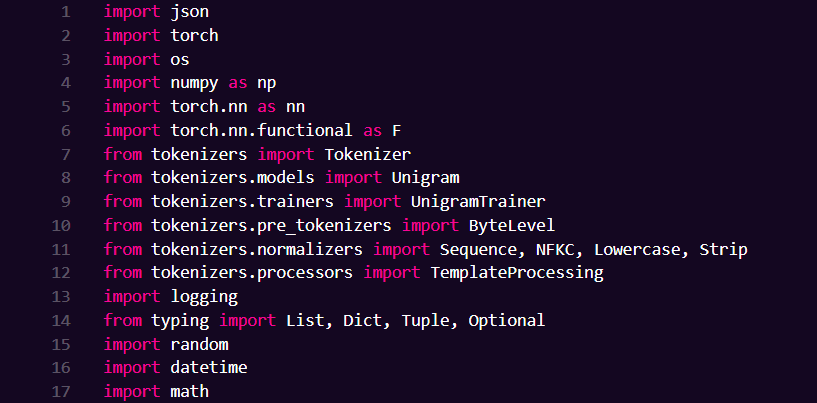 1 import json
2 import torch
3 import os
4 import numpy as np
5 import torch.nn as nn
6 import torch.nn.functional as F
7 from tokenizers import Tokenizer
8 from tokenizers.models import Unigram
9 from tokenizers.trainers import UnigramTrainer
10 from tokenizers.pre_tokenizers import ByteLevel
11 from tokenizers.normalizers import Sequence, NFKC, Lowercase, Strip
12 from tokenizers.processors import TemplateProcessing
13 import logging
14 from typing import List, Dict, Tuple, Optional
15 import random
16 import datetime
17 import math